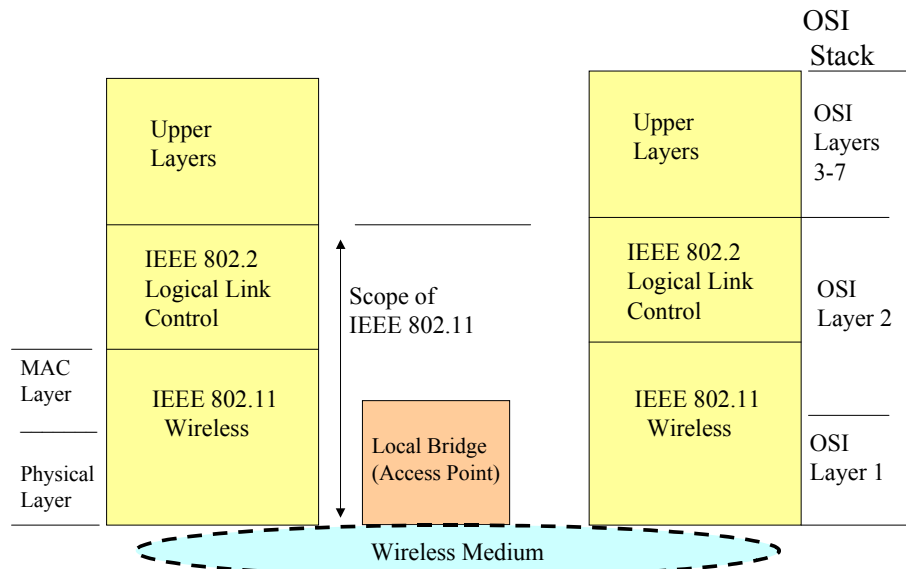 OSI
Stack
Upper
Layers
Upper
Layers
OSI
Layers
3-7
IEEE 802.2
Logical Link
Control
Scope of
IEEE 802.11
IEEE 802.2
Logical Link
Control
OSI
Layer 2
MAC
Layer
IEEE 802.11
Wireless
IEEE 802.11
Wireless
Local Bridge
(Access Point)
Physical
Layer
OSI
Layer 1
Wireless Medium